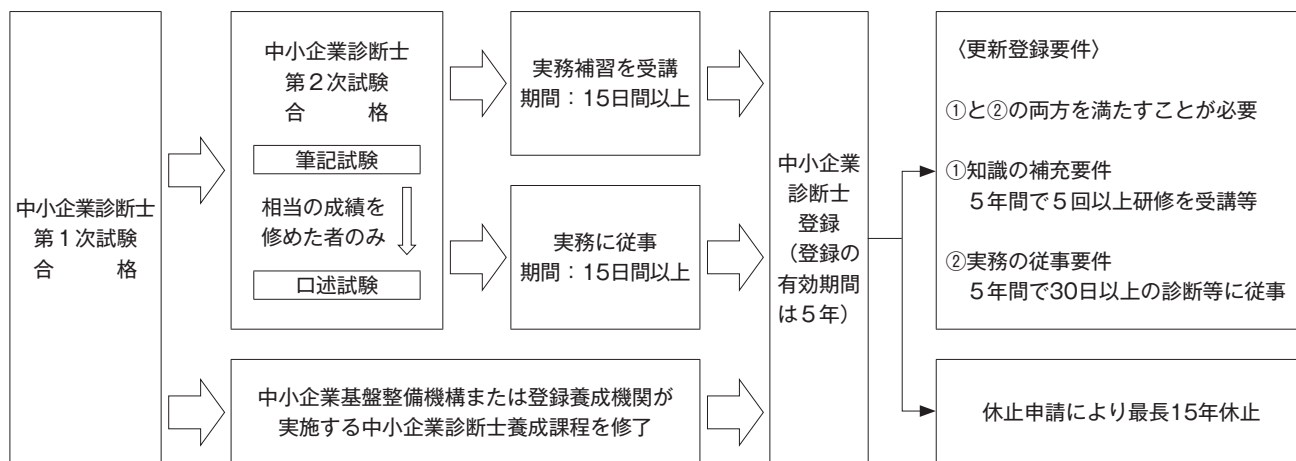 中小企業診断士
第１次試験
合　　　格
中小企業診断士
第２次試験
合　　　格
筆記試験
相当の成績を
修めた者のみ
口述試験
実務補習を受講
期間：15日間以上
実務に従事
期間：15日間以上
中小企業基盤整備機構または登録養成機関が
実施する中小企業診断士養成課程を修了
中小企業
診断士
登録
（登録の
有効期間
は５年）
〈更新登録要件〉
①と②の両方を満たすことが必要
①知識の補充要件
５年間で５回以上研修を受講等
②実務の従事要件
５年間で30日以上の診断等に従事
休止申請により最長15年休止